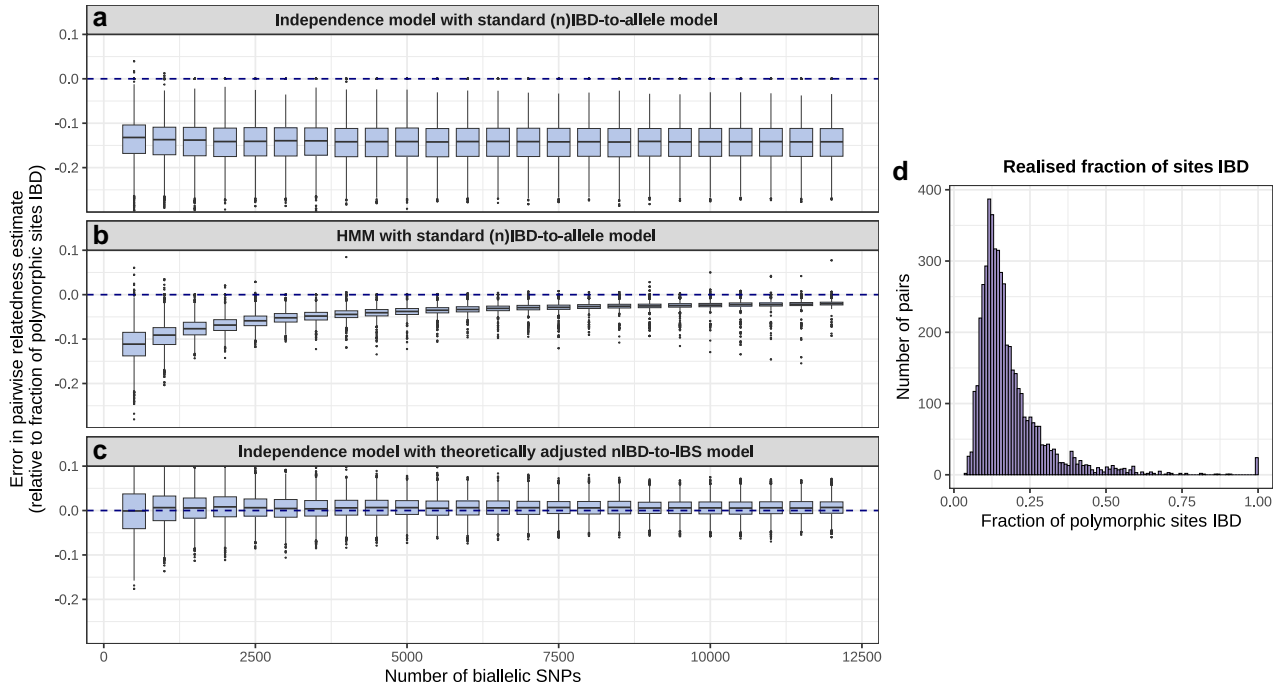 a
Independence model with standard (n)IBD-to-allele model
0.1
0.0
-0.1
-0.2
b
HMM with standard (n)IBD-to-allele model
0.1
0.0
-0.1
-0.2
c
Independence model with theoretically adjusted nIBD-to-IBS model
0.1
0.0
-0.1
-0.2
0
2500
5000
7500
10000
12500
Number of biallelic SNPs
Error in pairwise relatedness estimate
(relative to fraction of polymorphic sites IBD)
d
Realised fraction of sites IBD
400
300
200
100
0
0.00
0.25
0.50
0.75
1.00
Fraction of polymorphic sites IBD
Number of pairs